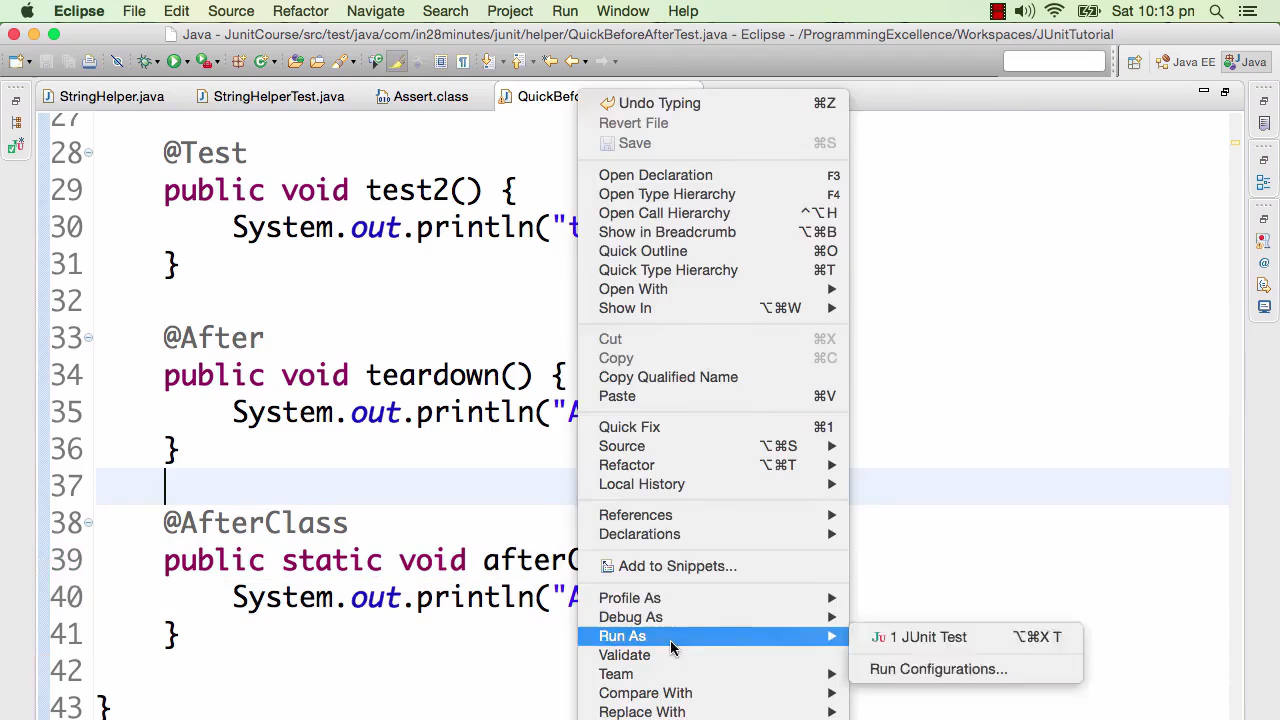 Eclipse File Edit Source Refactor Navigate Search Project Run Window Help Sat 10:13 pm
Java - JunitCourse/src/test/java/com/in28minutes/junit/helper/QuickBeforeAfterTest.java - Eclipse - /ProgrammingExcellence/Workspaces/JUnitTutorial
Java EE Java
StringHelper.java StringHelperTest.java Assert.class
27
28 @Test
29 public void test2() {
30 System.out.println("
31 }
32
33 @After
34 public void teardown() {
35 System.out.println("
36 }
37
38 @AfterClass
39 public static void
40 System.out.println("
41 }
42
43 }
Undo Typing ⌘Z
Revert File
Save ⌘S
Open Declaration F3
Open Type Hierarchy F4
Open Call Hierarchy ^⌥H
Show in Breadcrumb ⌥⌘B
Quick Outline ⌘O
Quick Type Hierarchy ⌘T
Open With
Show In ⌥⌘W
Cut ⌘X
Copy ⌘C
Copy Qualified Name
Paste ⌘V
Quick Fix ⌘1
Source ⌥⌘S
Refactor ⌥⌘T
Local History
References
Declarations
Add to Snippets...
Profile As
Debug As
Run As
Validate
Team
Compare With
Replace With
Ju 1 JUnit Test ⌥⌘X T
Run Configurations...